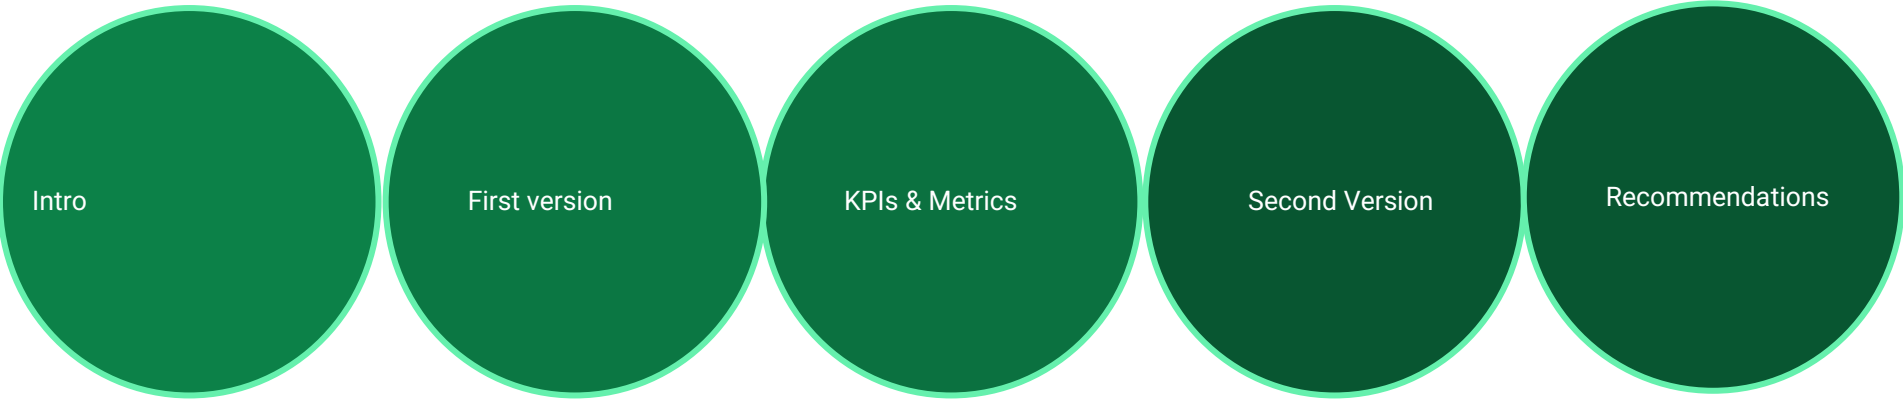 Intro
First version
KPIs & Metrics
Second Version
Recommendations